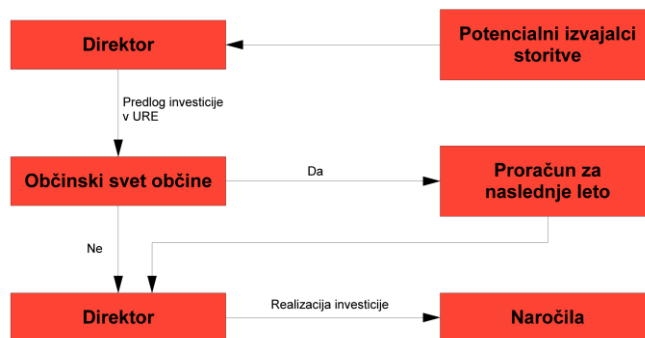 Direktor
Potencialni izvajalci
storitve
Predlog investicije
v URE
Občinski svet občine
Da
Proračun za
naslednje leto
Ne
Direktor
Realizacija investicije
Naročila